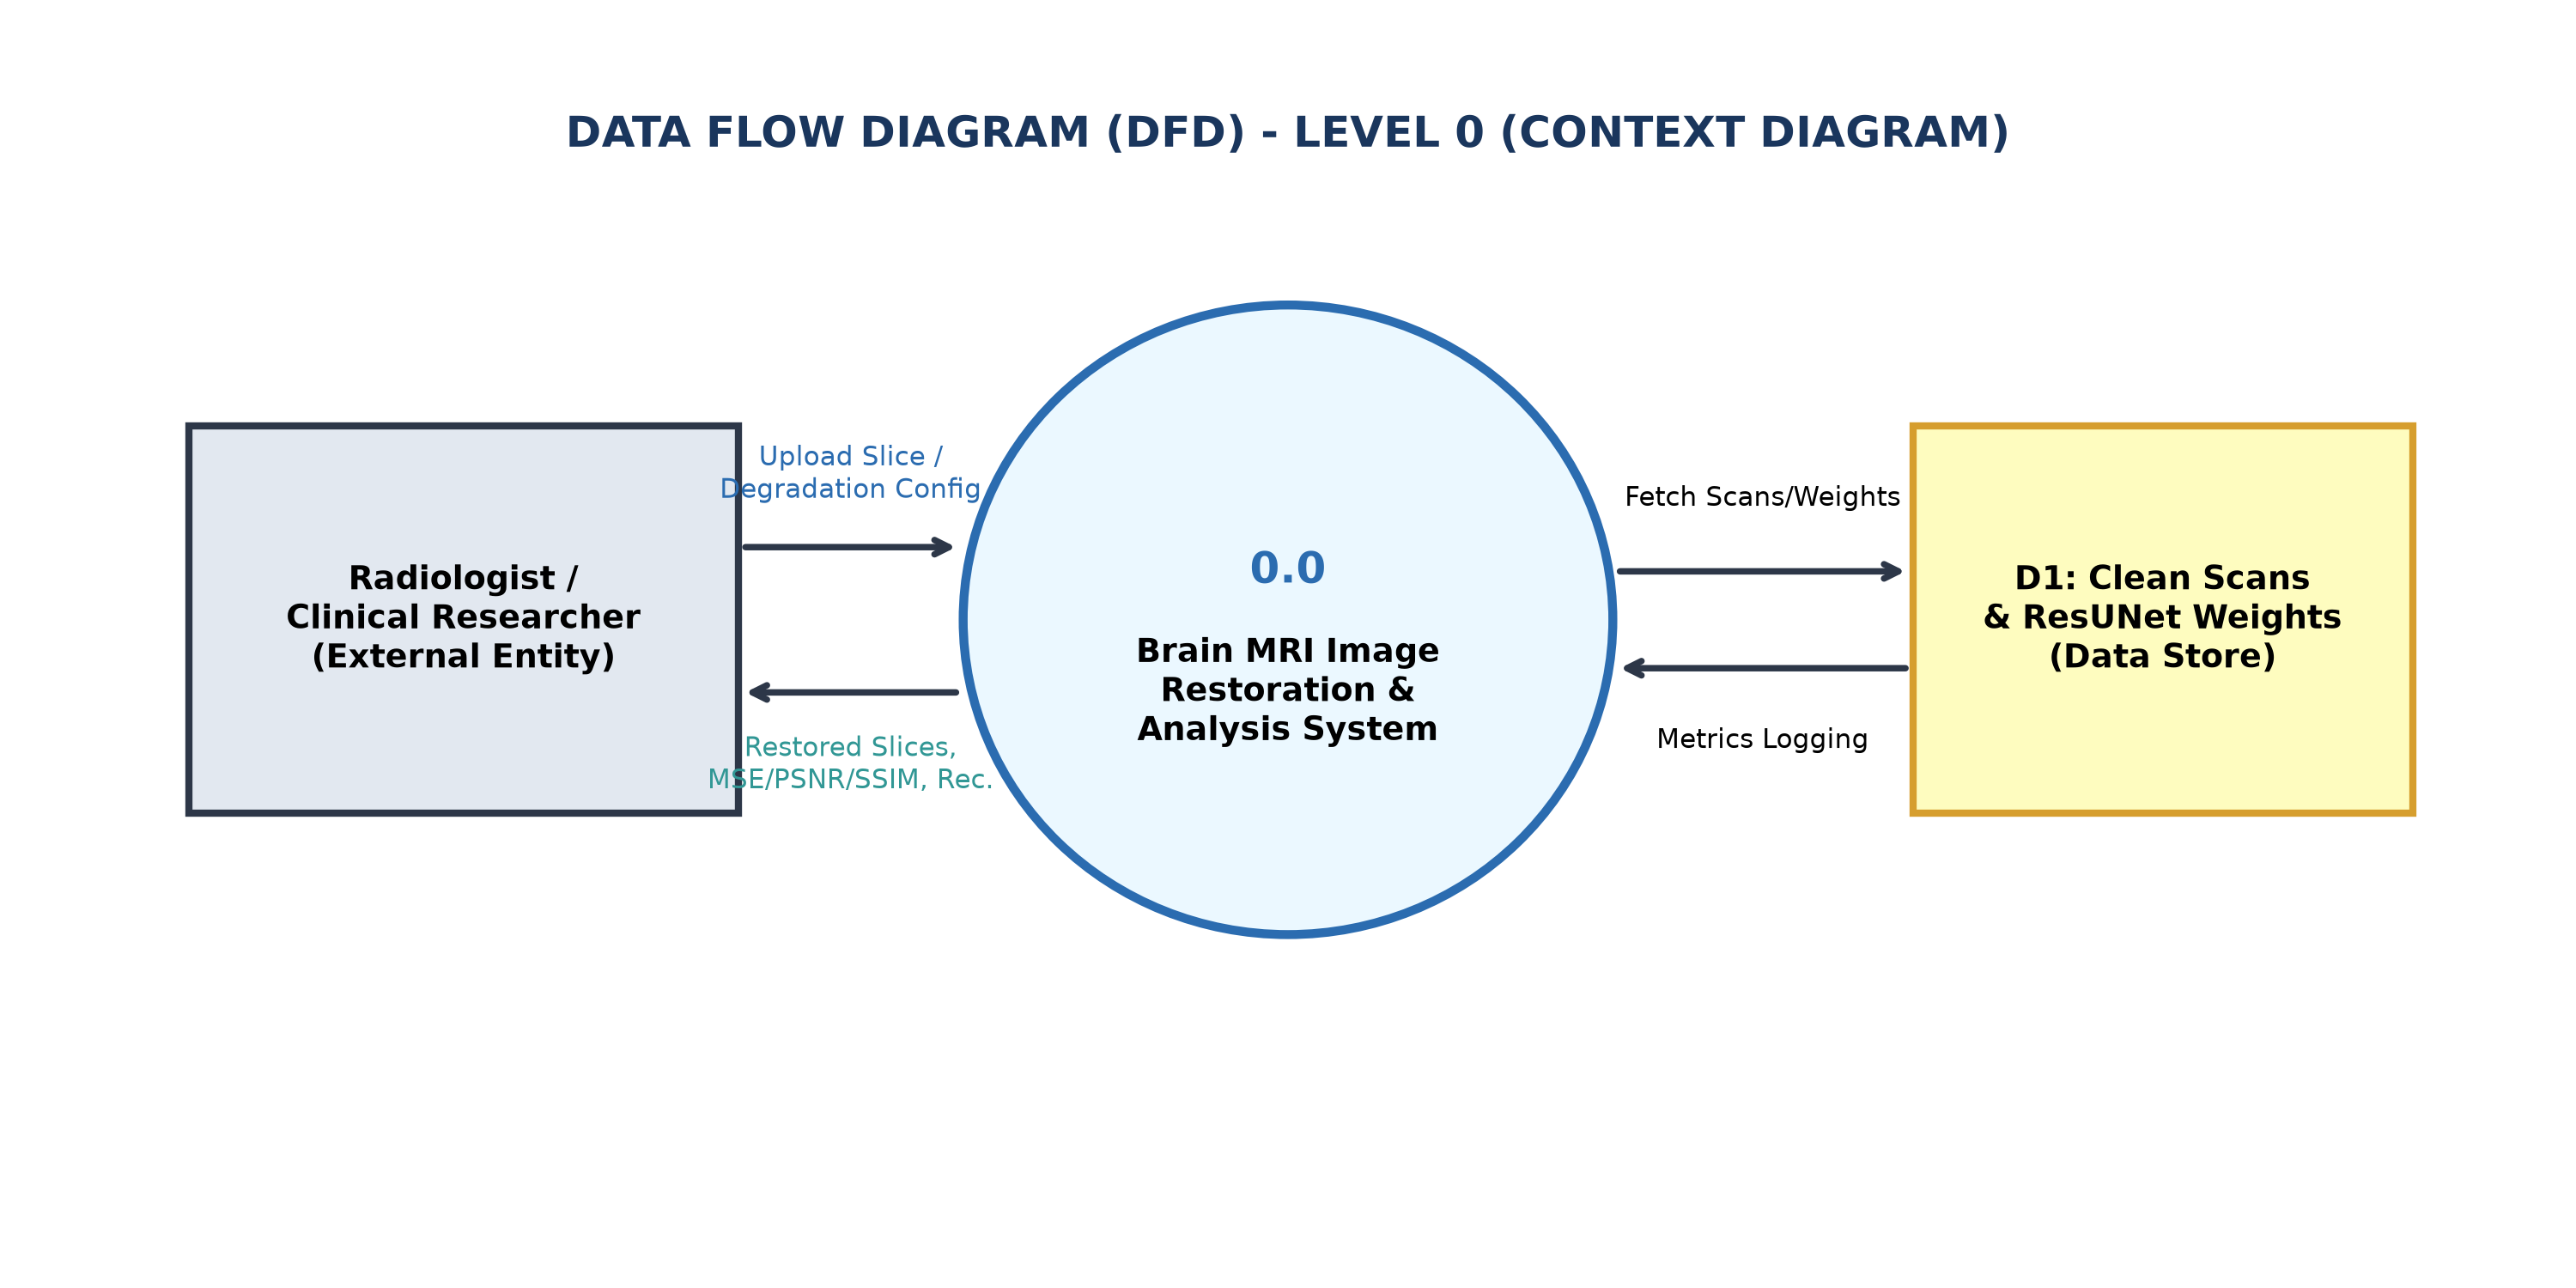 DATA FLOW DIAGRAM (DFD) - LEVEL 0 (CONTEXT DIAGRAM)
Radiologist /
Clinical Researcher
(External Entity)
Upload Slice /
Degradation Config
Restored Slices,
MSE/PSNR/SSIM, Rec.
0.0
Brain MRI Image
Restoration &
Analysis System
Fetch Scans/Weights
Metrics Logging
D1: Clean Scans
& ResUNet Weights
(Data Store)